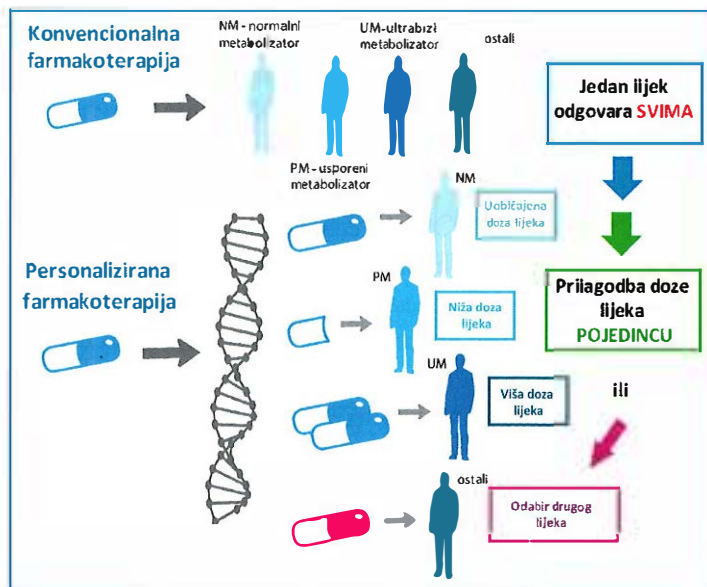 Konvencionalna
farmakoterapija
NM - normalni
metabolizator
UM-ultrabizi
metabolizator
ostali
PM - usporeni
metabolizator
Jedan lijek
odgovara SVIMA
Personalizirana
farmakoterapija
NM
Uobičajena
doza lijeka
PM
Niža doza
lijeka
UM
Viša doza
lijeka
ostali
Odabir drugog
lijeka
Prilagodba doze
lijeka
POJEDINCU
ili